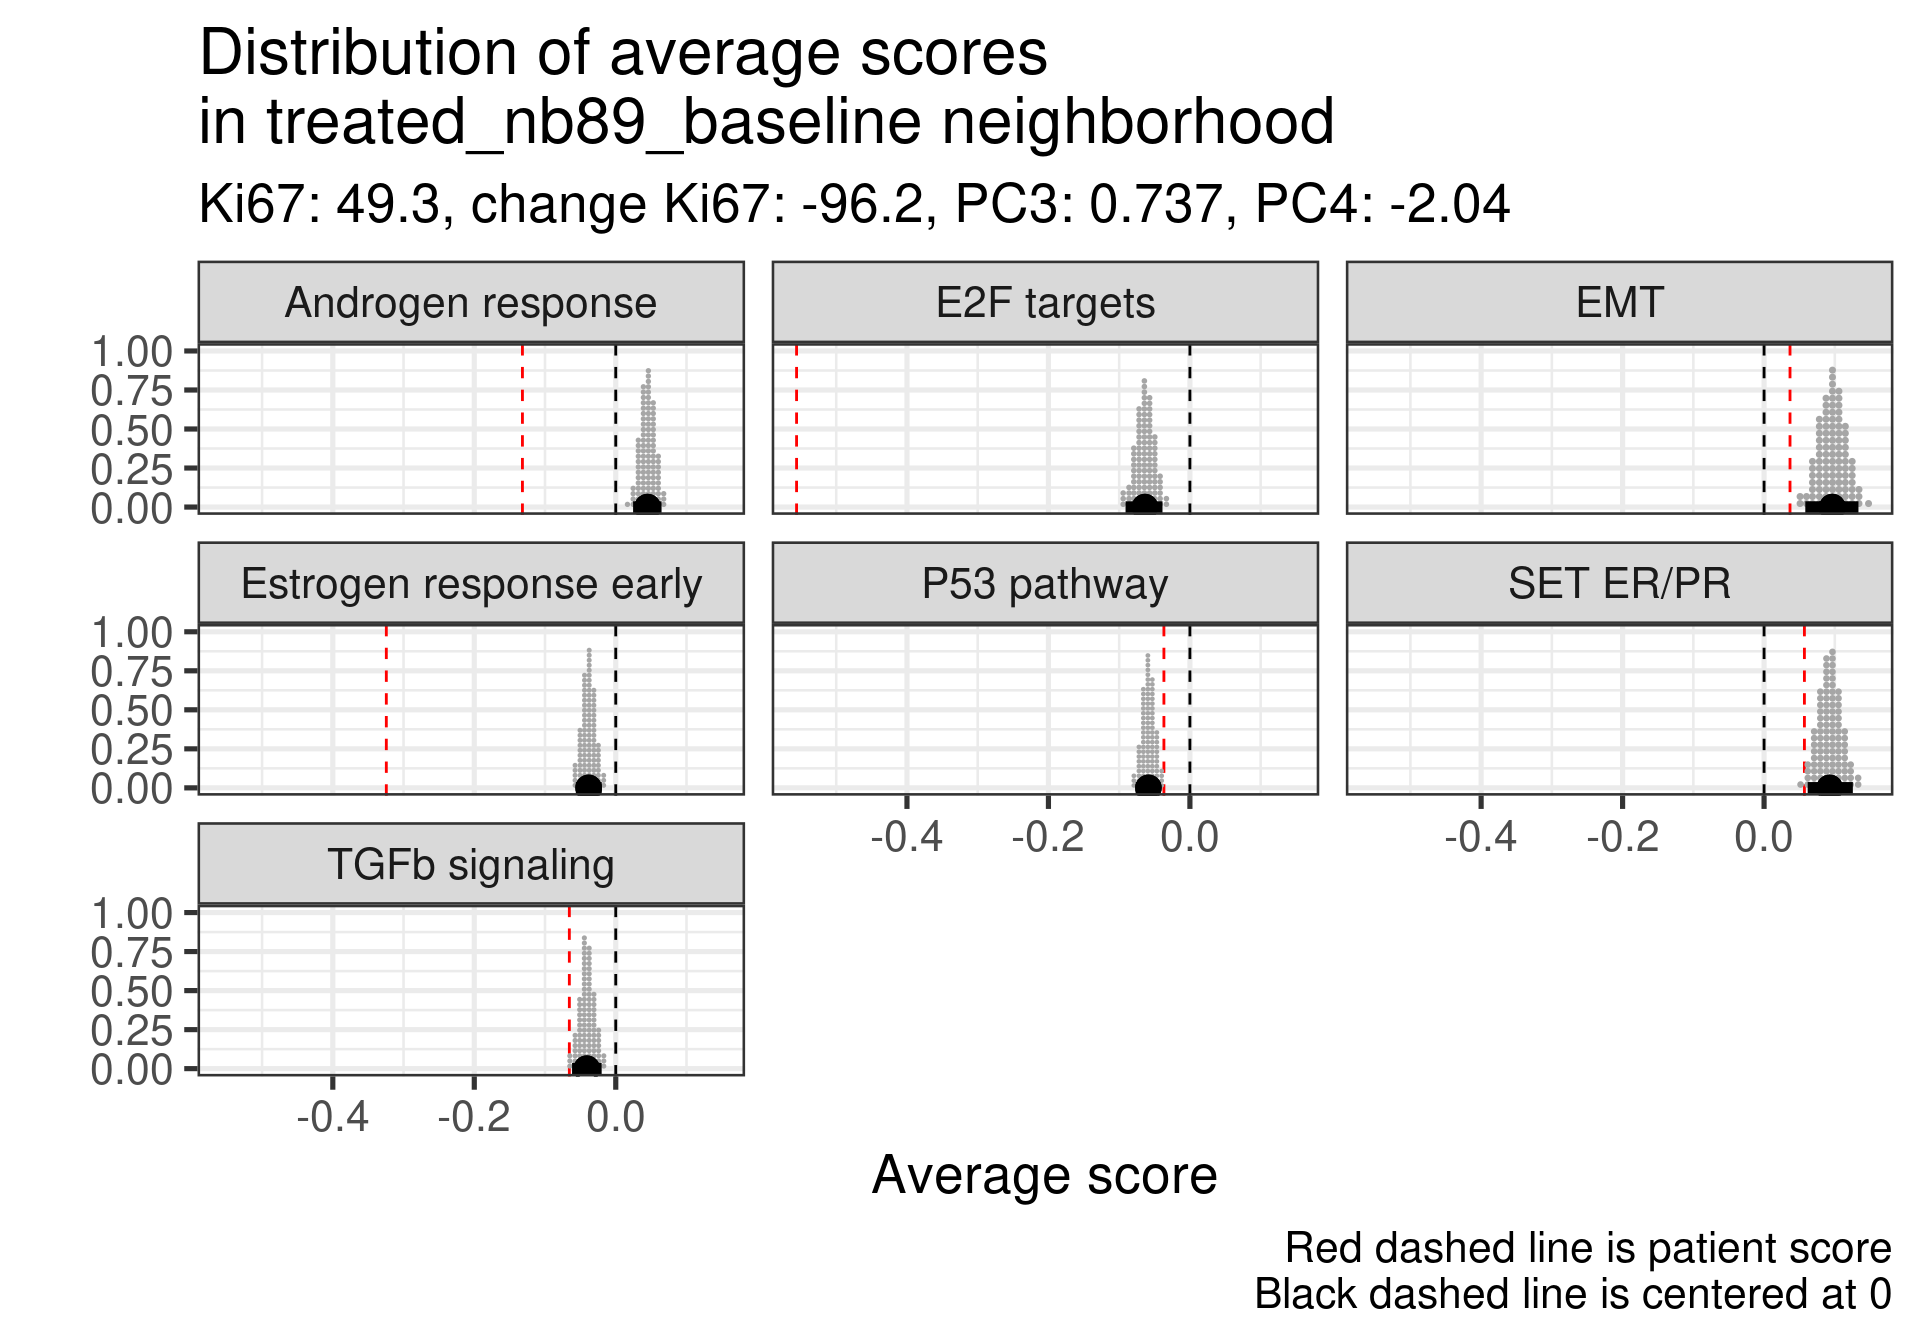 Distribution of average scores
in treated_nb89_baseline neighborhood
Ki67: 49.3, change Ki67: -96.2, PC3: 0.737, PC4: -2.04
Androgen response
E2F targets
EMT
1.00
0.75
0.50
0.25
0.00
Estrogen response early
P53 pathway
SET ER/PR
1.00
0.75
0.50
0.25
0.00
-0.4 -0.2 0.0
-0.4 -0.2 0.0
TGFb signaling
1.00
0.75
0.50
0.25
0.00
-0.4 -0.2 0.0
Average score
Red dashed line is patient score
Black dashed line is centered at 0